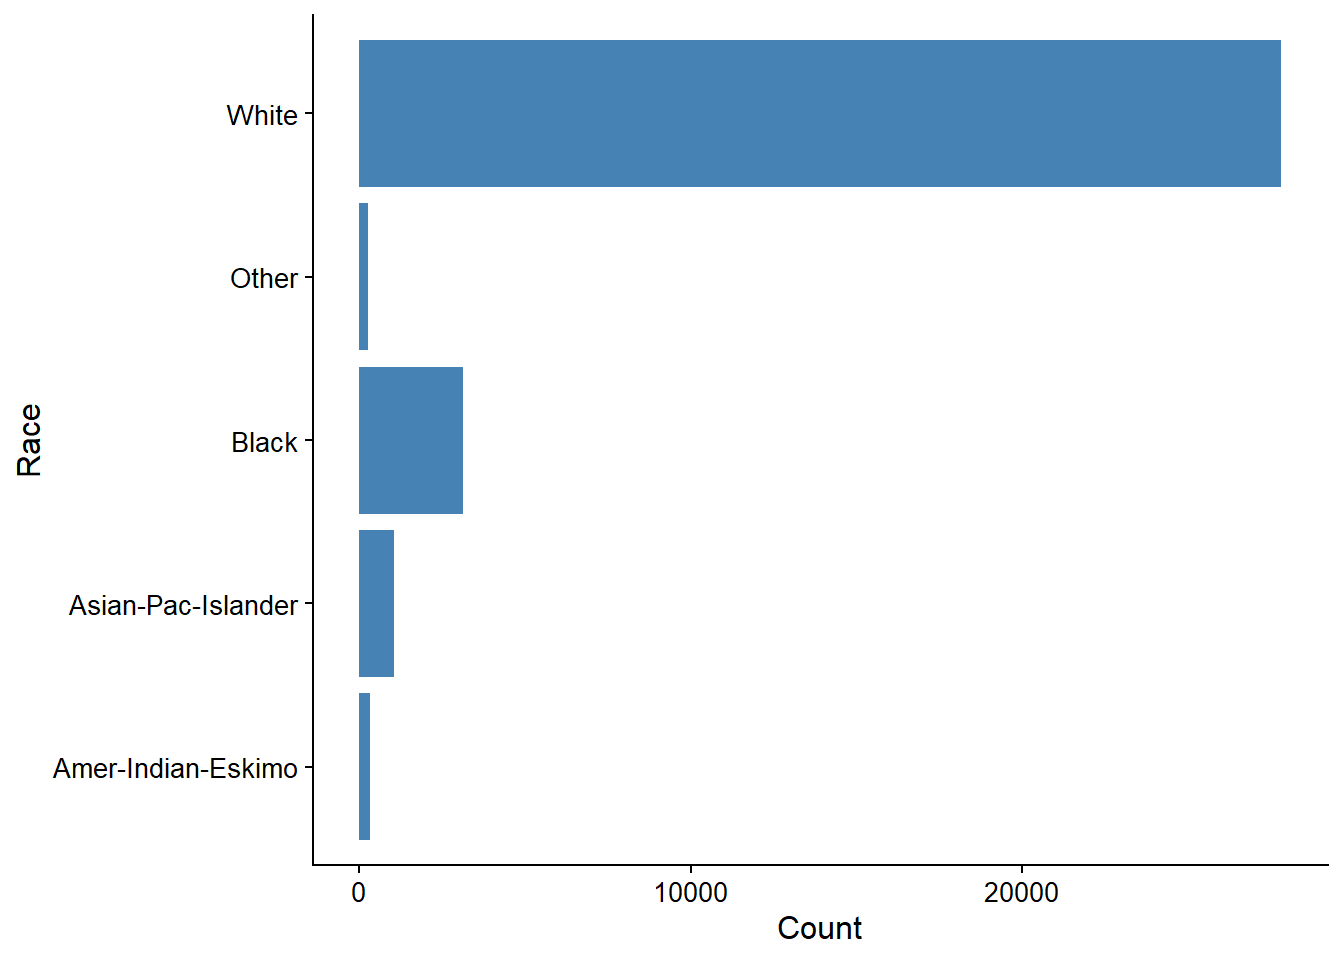 White
Other
Black
Asian-Pac-Islander
Amer-Indian-Eskimo
Race
0 10000 20000
Count